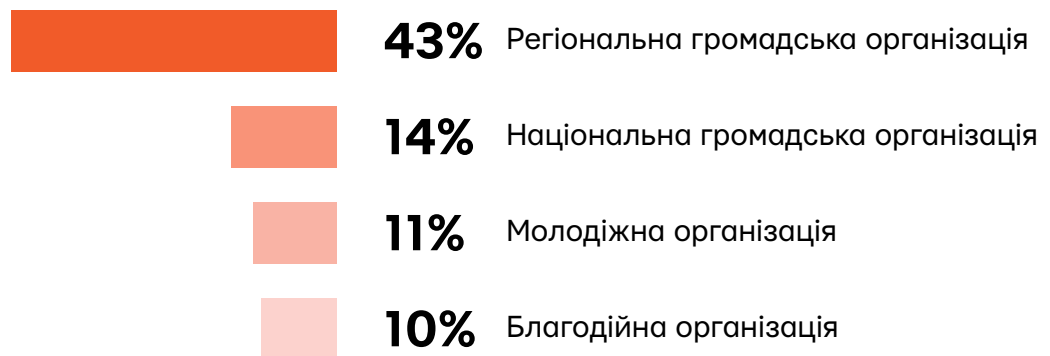 43% Регіональна громадська організація
14% Національна громадська організація
11% Молодіжна організація
10% Благодійна організація